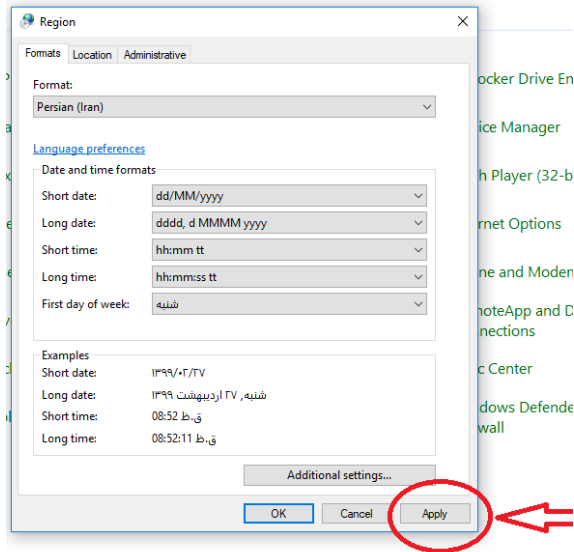 Region
Formats Location Administrative
Format:
Persian (Iran)
Language preferences
Date and time formats
Short date: dd/MM/yyyy
Long date: dddd, d MMMM yyyy
Short time: hh:mm tt
Long time: hh:mm:ss tt
First day of week: شنبه
Examples
Short date: ۱۳۹۹/۰۲/۲۷
Long date: شنبه, ۲۷ اردیبهشت ۱۳۹۹
Short time: 08:52 ق.ظ
Long time: 08:52:11 ق.ظ
Additional settings...
OK Cancel Apply
ocker Drive En
ice Manager
h Player (32-b
rnet Options
ne and Modem
noteApp and D
nections
c Center
dows Defende
wall